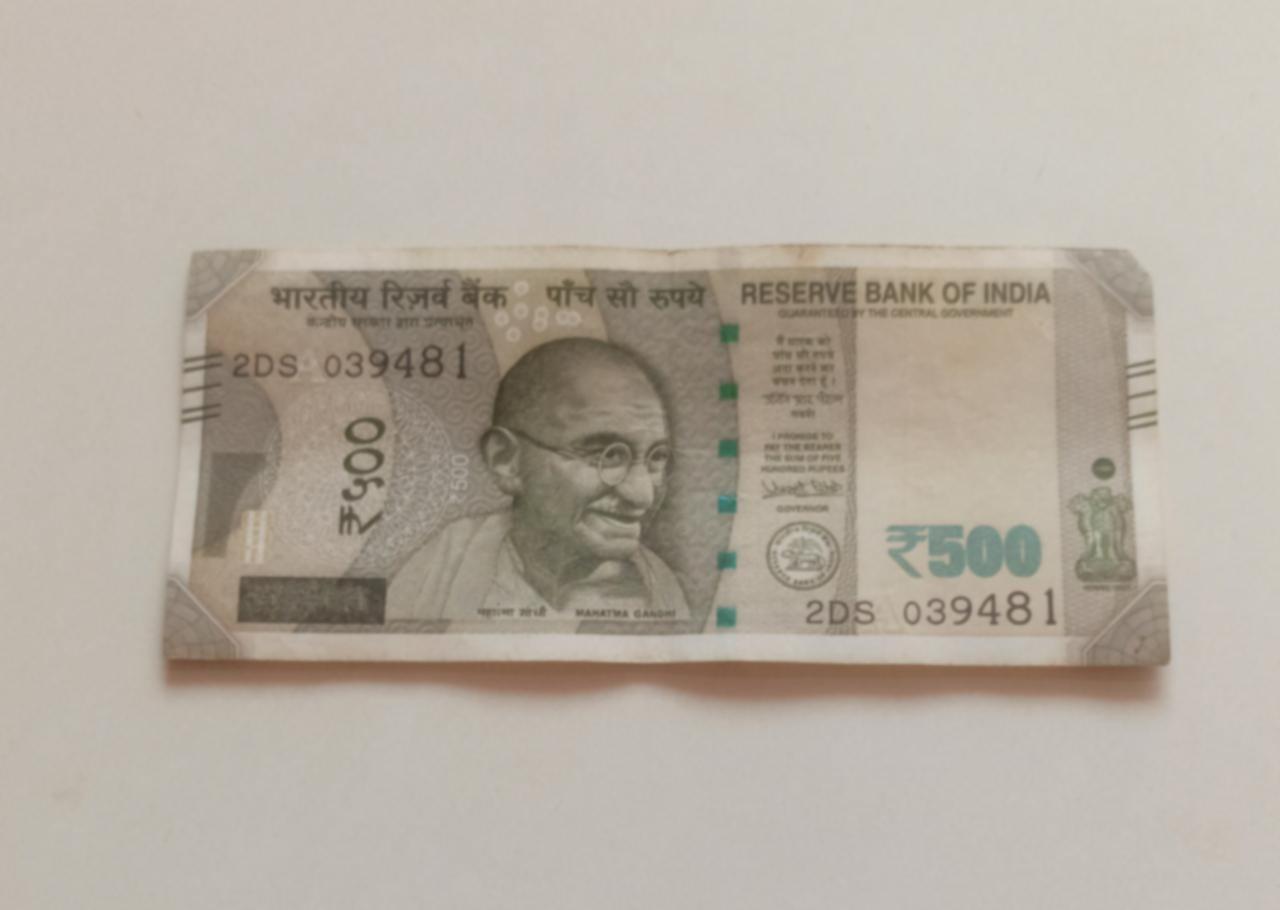 भारतीय रिज़र्व बैंक
केन्द्रीय सरकार द्वारा प्रत्याभूत
पाँच सौ रुपये
RESERVE BANK OF INDIA
GUARANTEED BY THE CENTRAL GOVERNMENT
2DS 039481
₹५००
₹500
मैं धारक को
पाँच सौ रुपये
अदा करने का
वचन देता हूँ ।
I PROMISE TO
PAY THE BEARER
THE SUM OF FIVE
HUNDRED RUPEES
GOVERNOR
₹500
2DS 039481
महात्मा गांधी
MAHATMA GANDHI